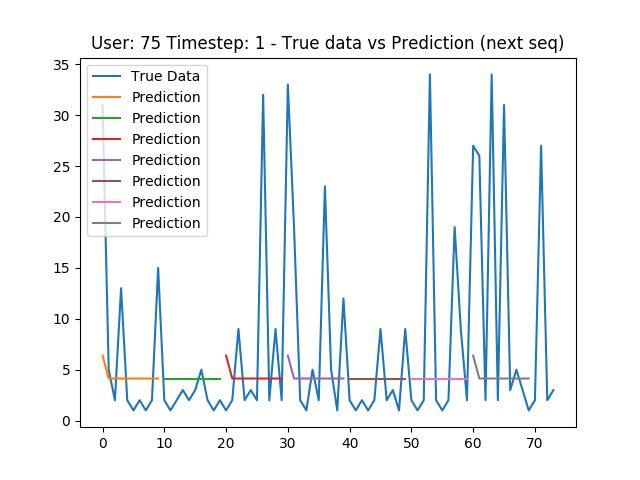 User: 75 Timestep: 1 - True data vs Prediction (next seq)
35
30
25
20
15
10
5
0
True Data
Prediction
Prediction
Prediction
Prediction
Prediction
Prediction
Prediction
0 10 20 30 40 50 60 70